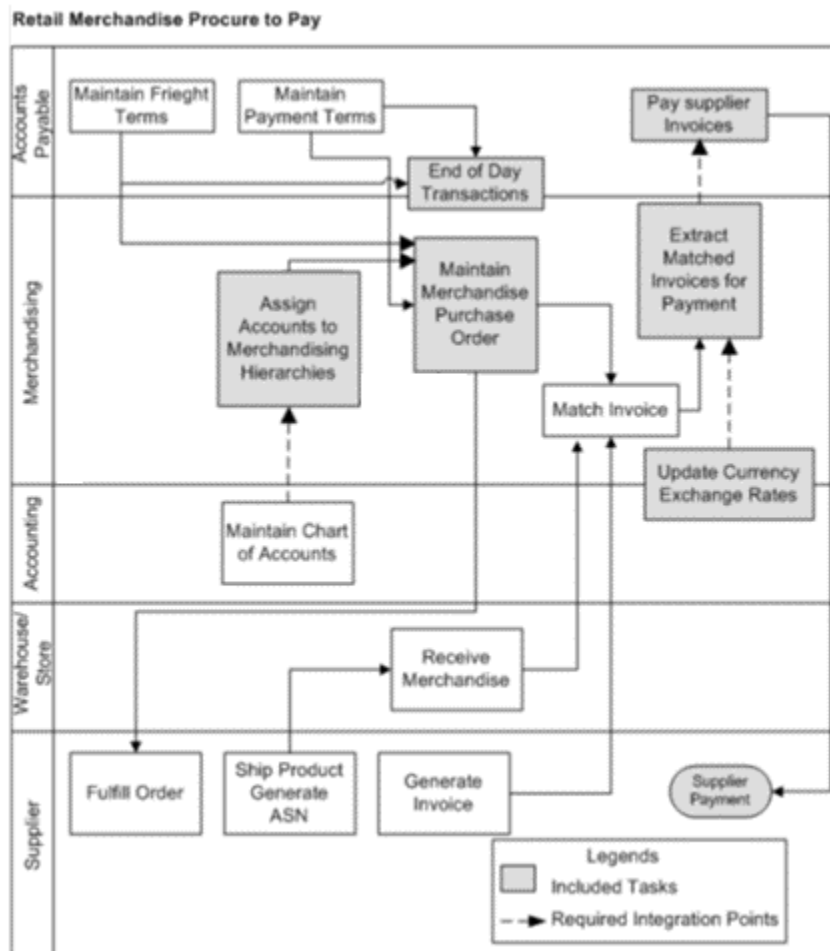 Retail Merchandise Procure to Pay
Accounts
Payable
Maintain Frieght
Terms
Maintain
Payment Terms
Pay supplier
Invoices
End of Day
Transactions
Merchandising
Extract
Matched
Invoices for
Payment
Maintain
Merchandise
Purchase
Order
Assign
Accounts to
Merchandising
Hierarchies
Match Invoice
Update Currency
Exchange Rates
Accounting
Maintain Chart
of Accounts
Warehouse/
Store
Receive
Merchandise
Supplier
Fulfill Order
Ship Product
Generate
ASN
Generate
Invoice
Supplier
Payment
Legends
Included Tasks
Required Integration Points